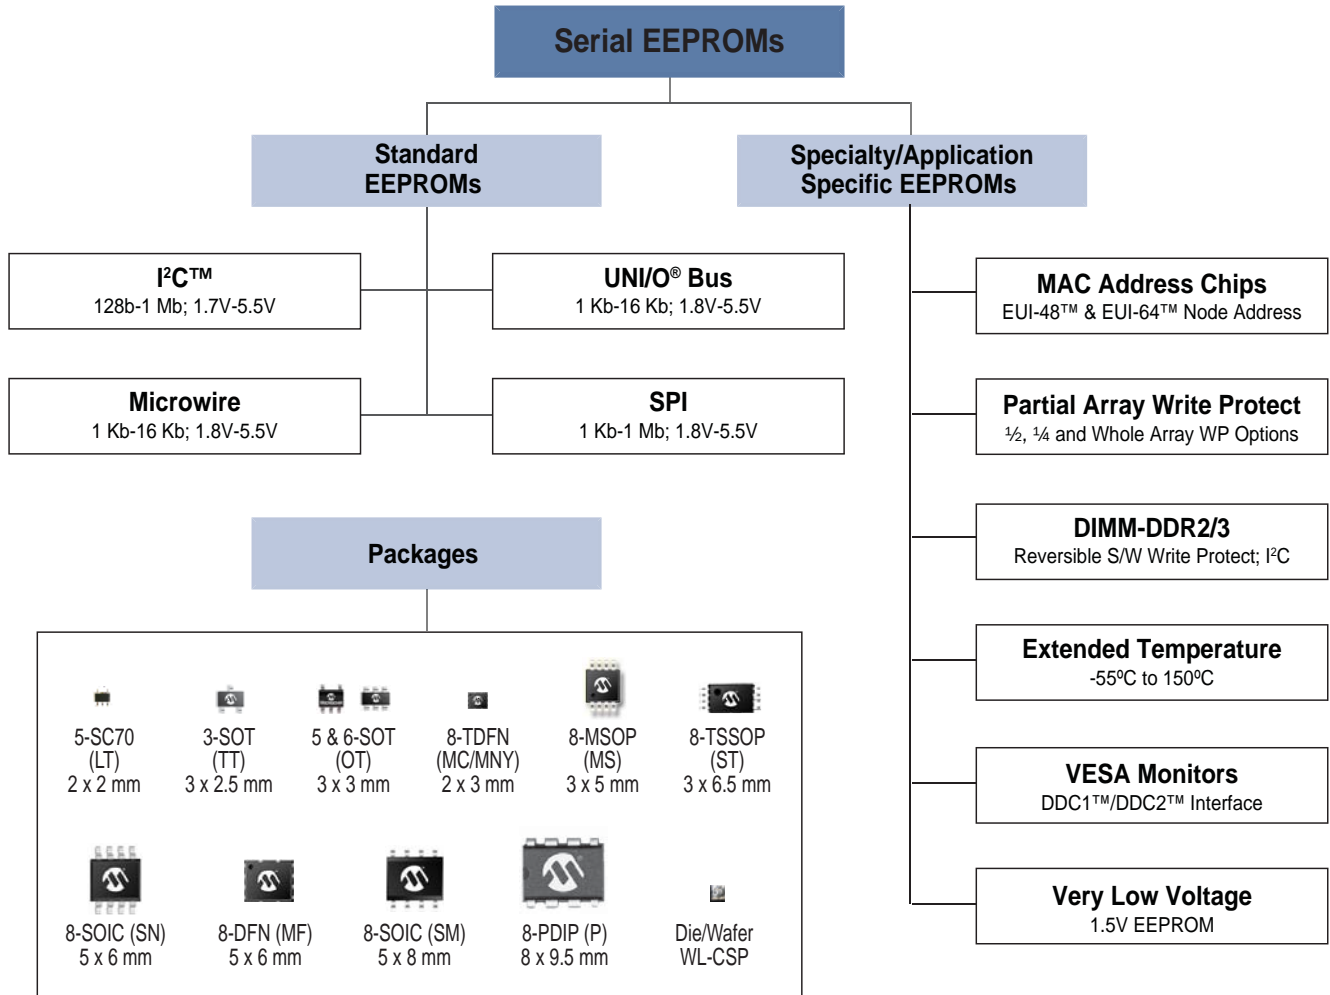 Serial EEPROMs
Standard
EEPROMs
Specialty/Application
Specific EEPROMs
I²C™
128b-1 Mb; 1.7V-5.5V
UNI/O® Bus
1 Kb-16 Kb; 1.8V-5.5V
Microwire
1 Kb-16 Kb; 1.8V-5.5V
SPI
1 Kb-1 Mb; 1.8V-5.5V
MAC Address Chips
EUI-48™ & EUI-64™ Node Address
Partial Array Write Protect
½, ¼ and Whole Array WP Options
DIMM-DDR2/3
Reversible S/W Write Protect; I²C
Extended Temperature
-55ºC to 150ºC
VESA Monitors
DDC1™/DDC2™ Interface
Very Low Voltage
1.5V EEPROM
Packages
5-SC70
(LT)
2 x 2 mm
3-SOT
(TT)
3 x 2.5 mm
5 & 6-SOT
(OT)
3 x 3 mm
8-TDFN
(MC/MNY)
2 x 3 mm
8-MSOP
(MS)
3 x 5 mm
8-TSSOP
(ST)
3 x 6.5 mm
8-SOIC (SN)
5 x 6 mm
8-DFN (MF)
5 x 6 mm
8-SOIC (SM)
5 x 8 mm
8-PDIP (P)
8 x 9.5 mm
Die/Wafer
WL-CSP